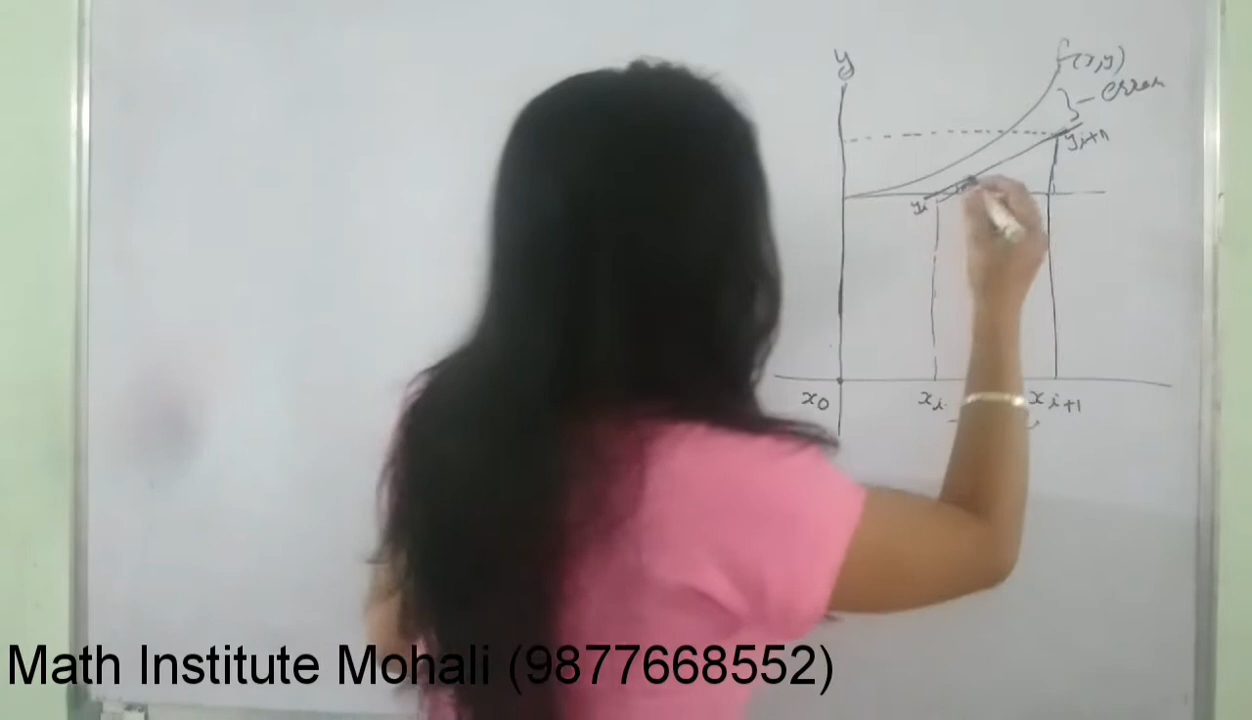 y
f(x,y)
error
yi+1
yi
x0
xi
xi+1
Math Institute Mohali (9877668552)